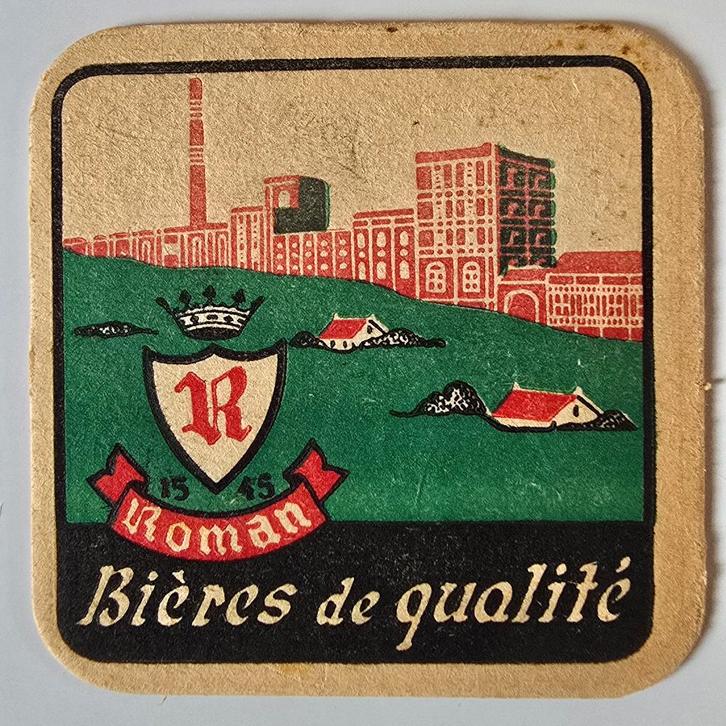 R
15 45
Roman
Bières de qualité